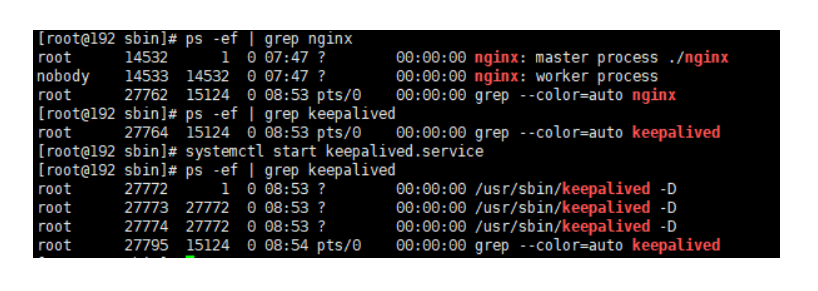 [root@192 sbin]# ps -ef | grep nginx
root     14532     1  0 07:47 ?        00:00:00 nginx: master process ./nginx
nobody   14533 14532  0 07:47 ?        00:00:00 nginx: worker process
root     27762 15124  0 08:53 pts/0    00:00:00 grep --color=auto nginx
[root@192 sbin]# ps -ef | grep keepalived
root     27764 15124  0 08:53 pts/0    00:00:00 grep --color=auto keepalived
[root@192 sbin]# systemctl start keepalived.service
[root@192 sbin]# ps -ef | grep keepalived
root     27772     1  0 08:53 ?        00:00:00 /usr/sbin/keepalived -D
root     27773 27772  0 08:53 ?        00:00:00 /usr/sbin/keepalived -D
root     27774 27772  0 08:53 ?        00:00:00 /usr/sbin/keepalived -D
root     27795 15124  0 08:54 pts/0    00:00:00 grep --color=auto keepalived